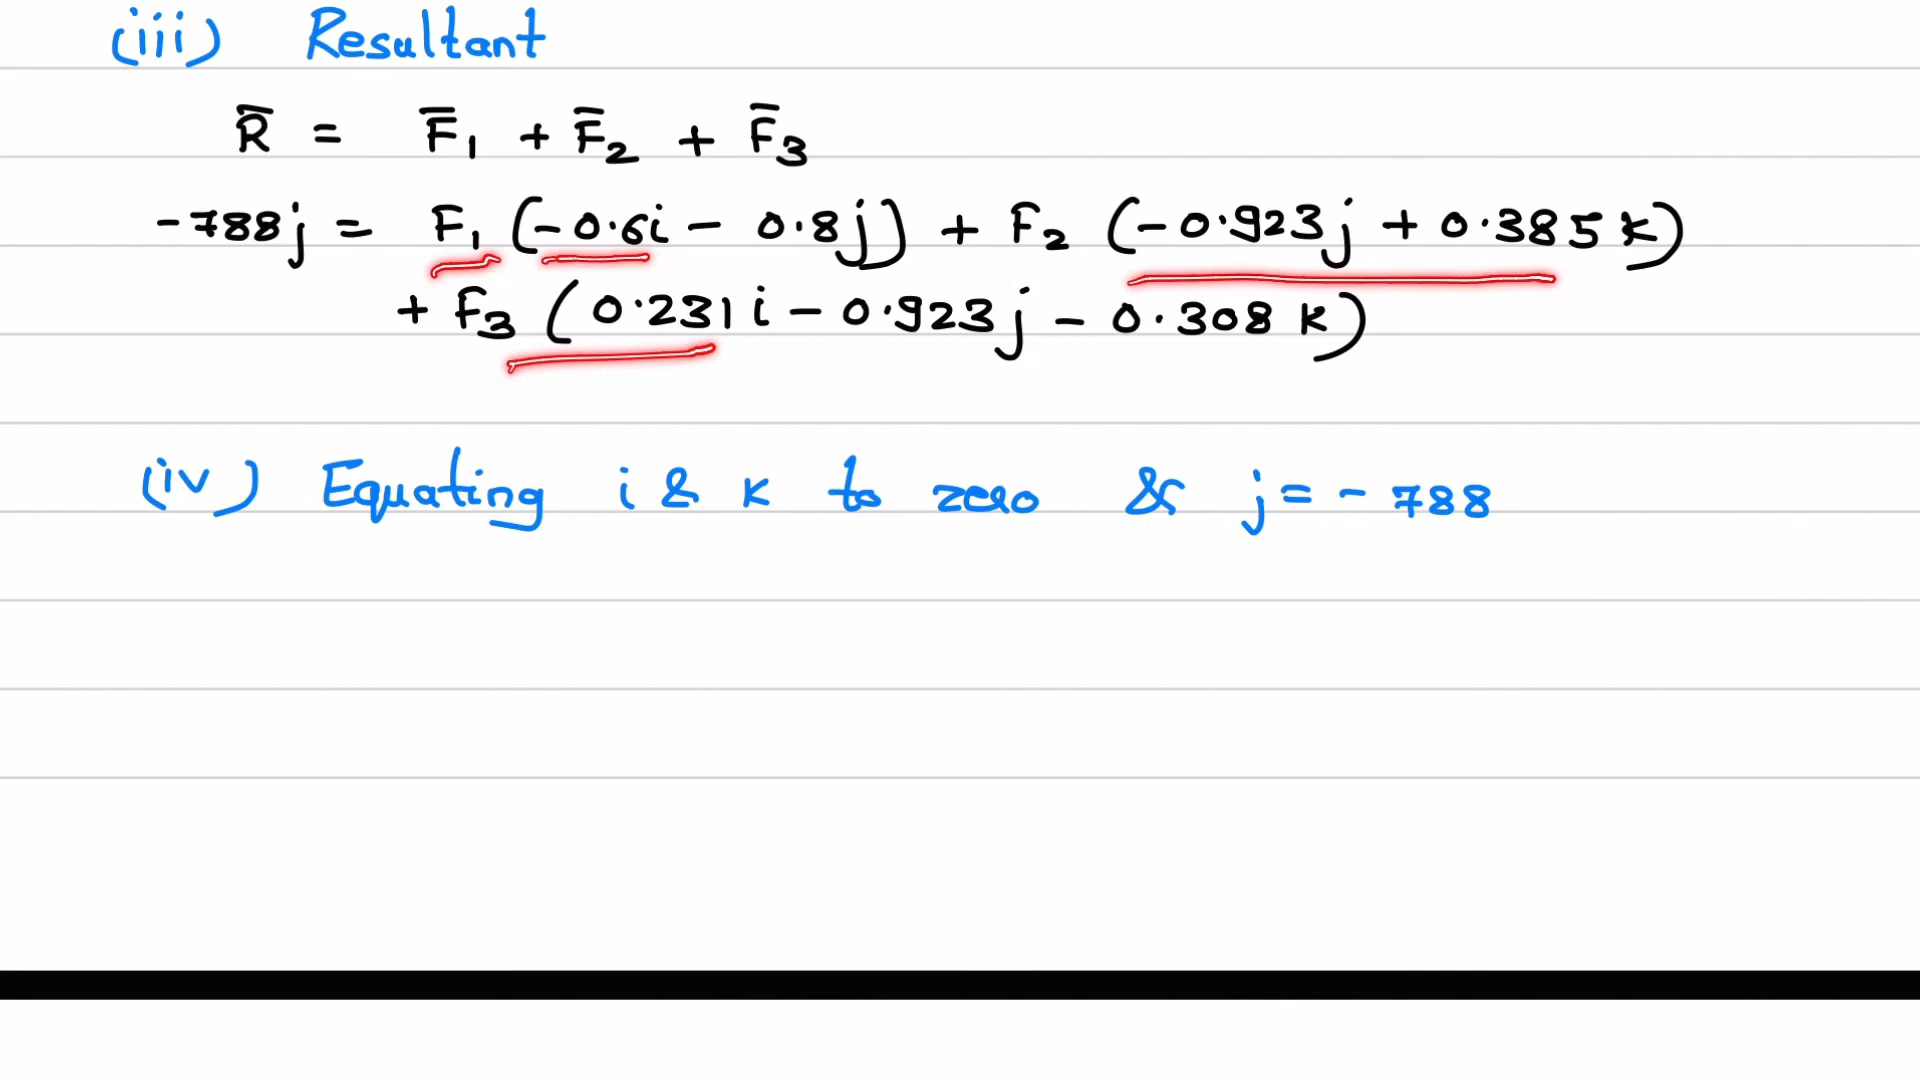 (iii) Resultant
R̄ = F̄₁ + F̄₂ + F̄₃
-788j = F₁ (-0.6i - 0.8j) + F₂ (-0.923j + 0.385k)
+ F₃ (0.231i - 0.923j - 0.308k)
(iv) Equating i & k to zero & j = -788